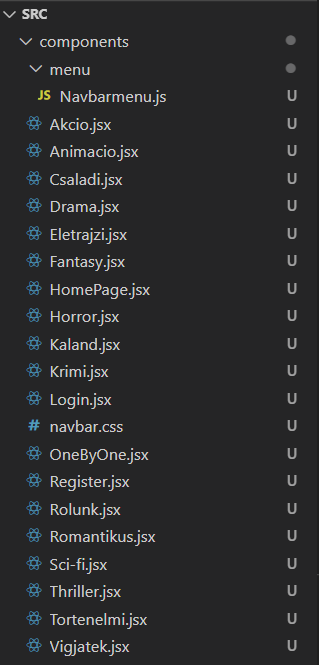 SRC
components
menu
JS Navbarmenu.js U
Akcio.jsx U
Animacio.jsx U
Csaladi.jsx U
Drama.jsx U
Eletrajzi.jsx U
Fantasy.jsx U
HomePage.jsx U
Horror.jsx U
Kaland.jsx U
Krimi.jsx U
Login.jsx U
# navbar.css U
OneByOne.jsx U
Register.jsx U
Rolunk.jsx U
Romantikus.jsx U
Sci-fi.jsx U
Thriller.jsx U
Tortenelmi.jsx U
Vigjatek.jsx U